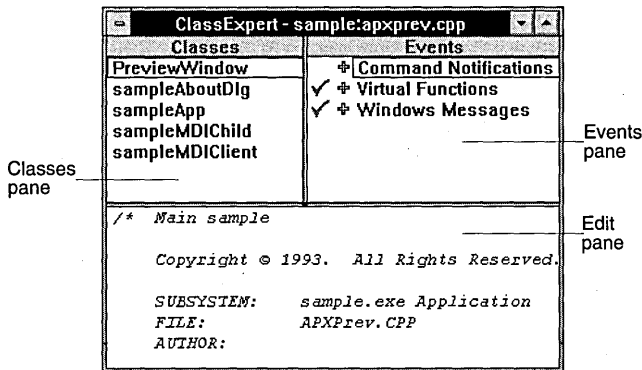 ClassExpert - sample:apxprev.cpp
Classes
PreviewWindow
sampleAboutDlg
sampleApp
sampleMDIChild
sampleMDIClient
Events
Command Notifications
Virtual Functions
Windows Messages
Classes
pane
Events
pane
Edit
pane
/* Main sample
Copyright © 1993. All Rights Reserved.
SUBSYSTEM: sample.exe Application
FILE: APXPrev.CPP
AUTHOR: